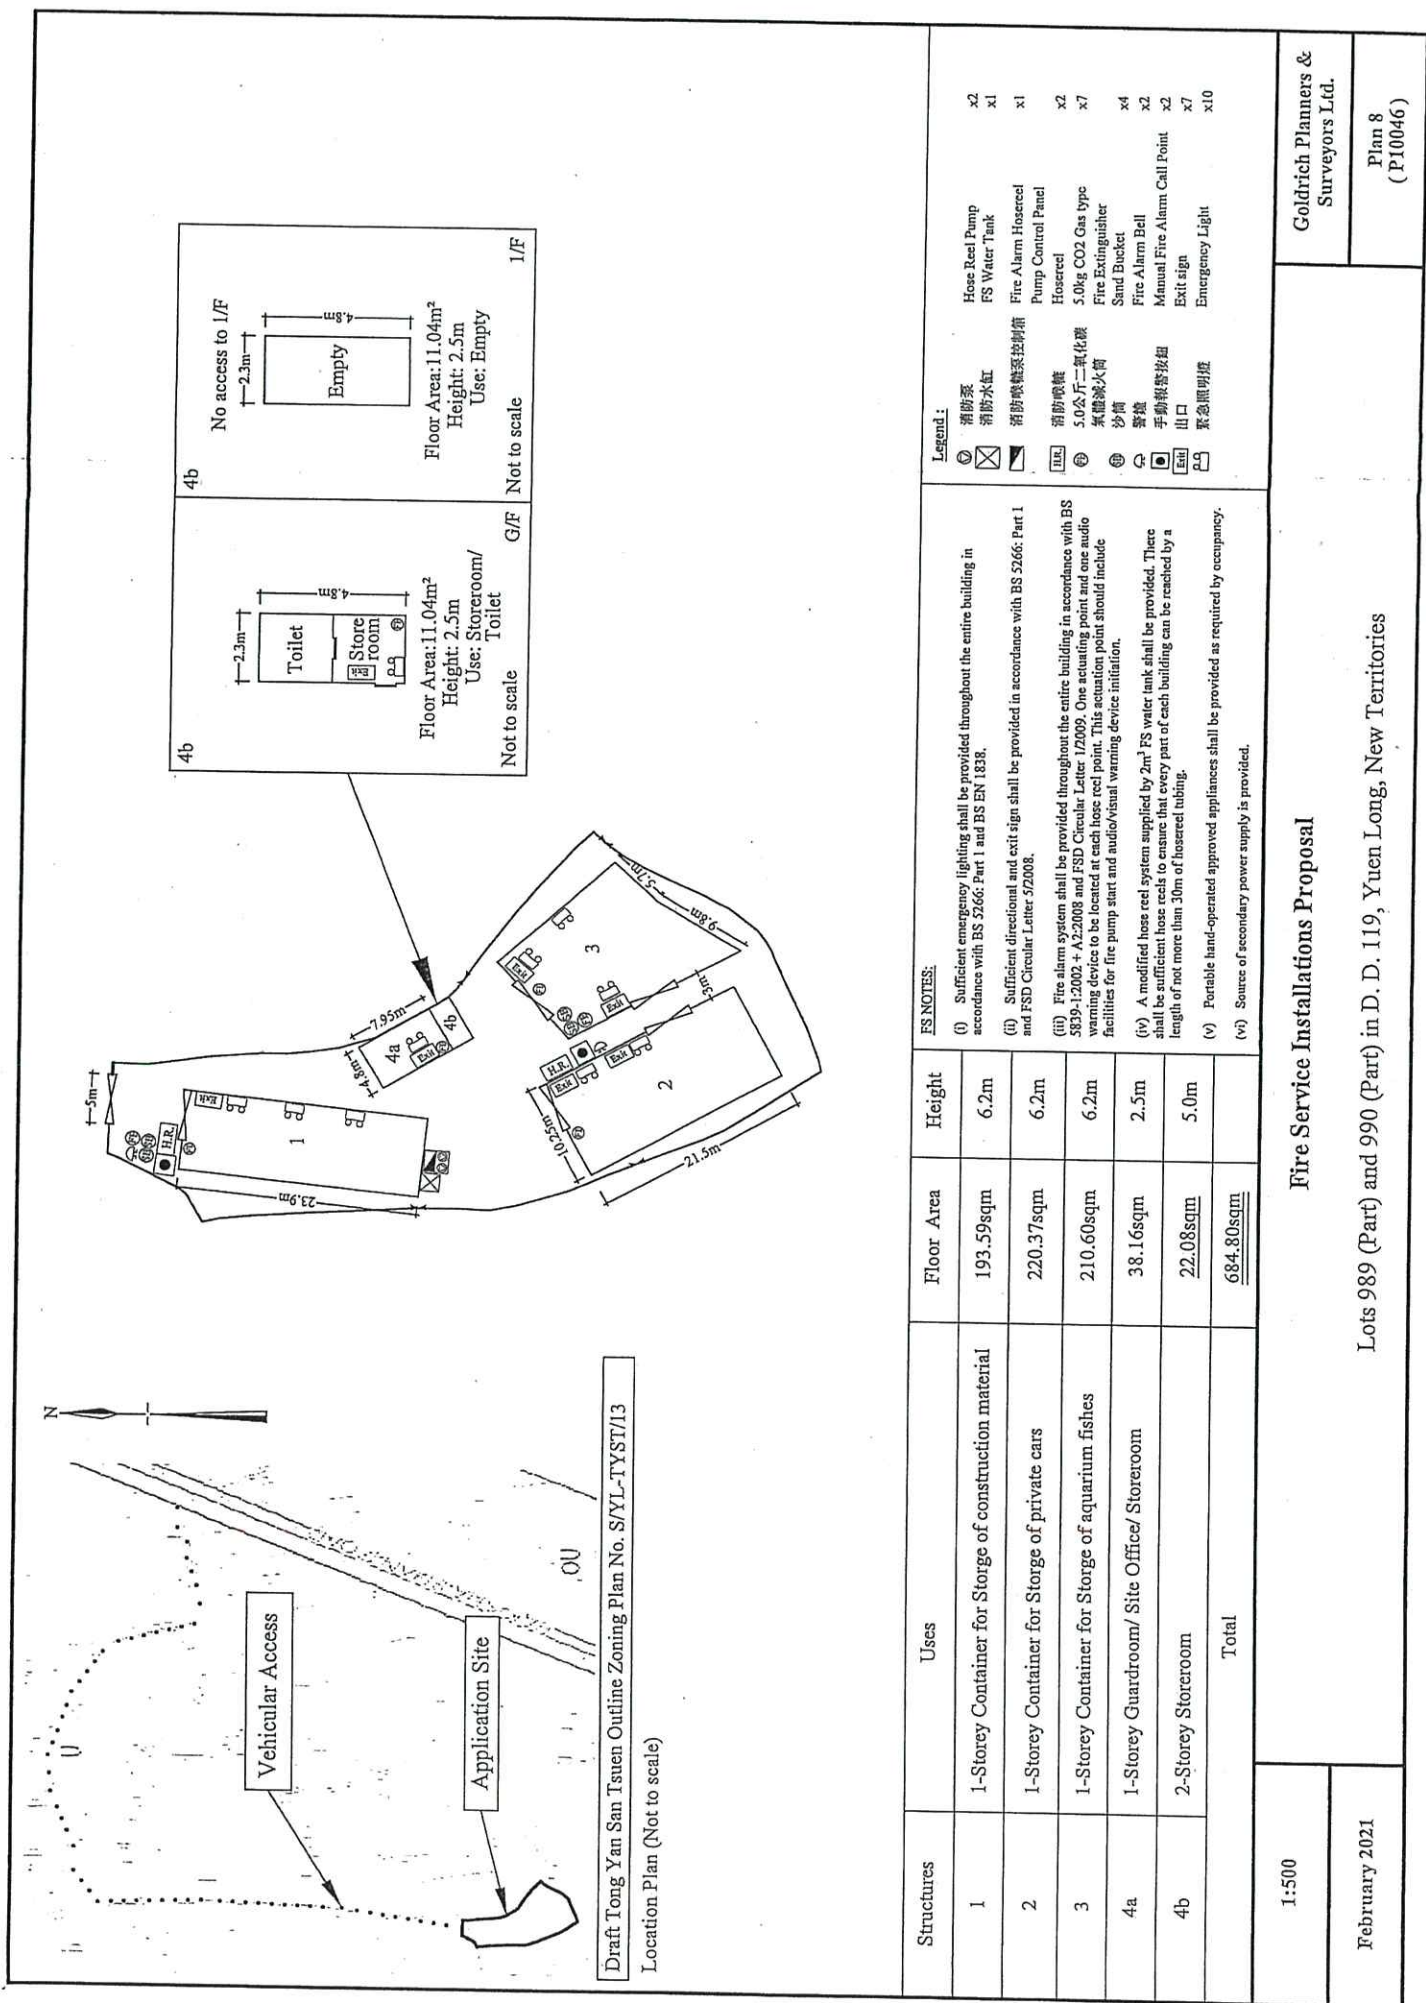 N
U
OU
Vehicular Access
Application Site
Draft Tong Yan San Tsuen Outline Zoning Plan No. S/YL-TYST/13
Location Plan (Not to scale)
5m
H.R.
Exit
1
23.9m
4.8m
7.95m
4a
Exit
4b
10.25m
H.R.
Exit
Exit
2
21.5m
3m
Exit
Exit
3
5.7m
9.8m
4b
2.3m
4.8m
Toilet
Store
room
Exit
Floor Area:11.04m²
Height: 2.5m
Use: Storeroom/
Toilet
Not to scale
G/F
4b
No access to 1/F
2.3m
4.8m
Empty
Floor Area:11.04m²
Height: 2.5m
Use: Empty
Not to scale
1/F
Structures Uses Floor Area Height
1 1-Storey Container for Storge of construction material 193.59sqm 6.2m
2 1-Storey Container for Storge of private cars 220.37sqm 6.2m
3 1-Storey Container for Storge of aquarium fishes 210.60sqm 6.2m
4a 1-Storey Guardroom/ Site Office/ Storeroom 38.16sqm 2.5m
4b 2-Storey Storeroom 22.08sqm 5.0m
Total 684.80sqm
FS NOTES:
(i) Sufficient emergency lighting shall be provided throughout the entire building in
accordance with BS 5266: Part 1 and BS EN 1838.
(ii) Sufficient directional and exit sign shall be provided in accordance with BS 5266: Part 1
and FSD Circular Letter 5/2008.
(iii) Fire alarm system shall be provided throughout the entire building in accordance with BS
5839-1:2002 + A2:2008 and FSD Circular Letter 1/2009. One actuating point and one audio
warning device to be located at each hose reel point. This actuation point should include
facilities for fire pump start and audio/visual warning device initiation.
(iv) A modified hose reel system supplied by 2m³ FS water tank shall be provided. There
shall be sufficient hose reels to ensure that every part of each building can be reached by a
length of not more than 30m of hosereel tubing.
(v) Portable hand-operated approved appliances shall be provided as required by occupancy.
(vi) Source of secondary power supply is provided.
Legend :
消防泵 Hose Reel Pump x2
消防水缸 FS Water Tank x1
消防喉轆泵控制箱 Fire Alarm Hosereel x1
Pump Control Panel
H.R. 消防喉轆 Hosereel x2
5.0公斤二氧化碳 5.0kg CO2 Gas type x7
氣體滅火筒 Fire Extinguisher
沙筒 Sand Bucket x4
警鐘 Fire Alarm Bell x2
手動報警按鈕 Manual Fire Alarm Call Point x2
Exit 出口 Exit sign x7
緊急照明燈 Emergency Light x10
1:500
February 2021
Fire Service Installations Proposal
Lots 989 (Part) and 990 (Part) in D. D. 119, Yuen Long, New Territories
Goldrich Planners &
Surveyors Ltd.
Plan 8
( P10046 )